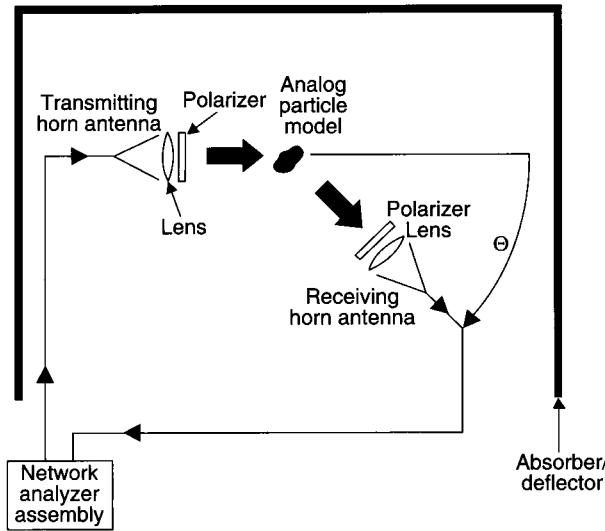 Transmitting
horn antenna
Polarizer
Analog
particle
model
Lens
Polarizer
Lens
Θ
Receiving
horn antenna
Network
analyzer
assembly
Absorber/
deflector